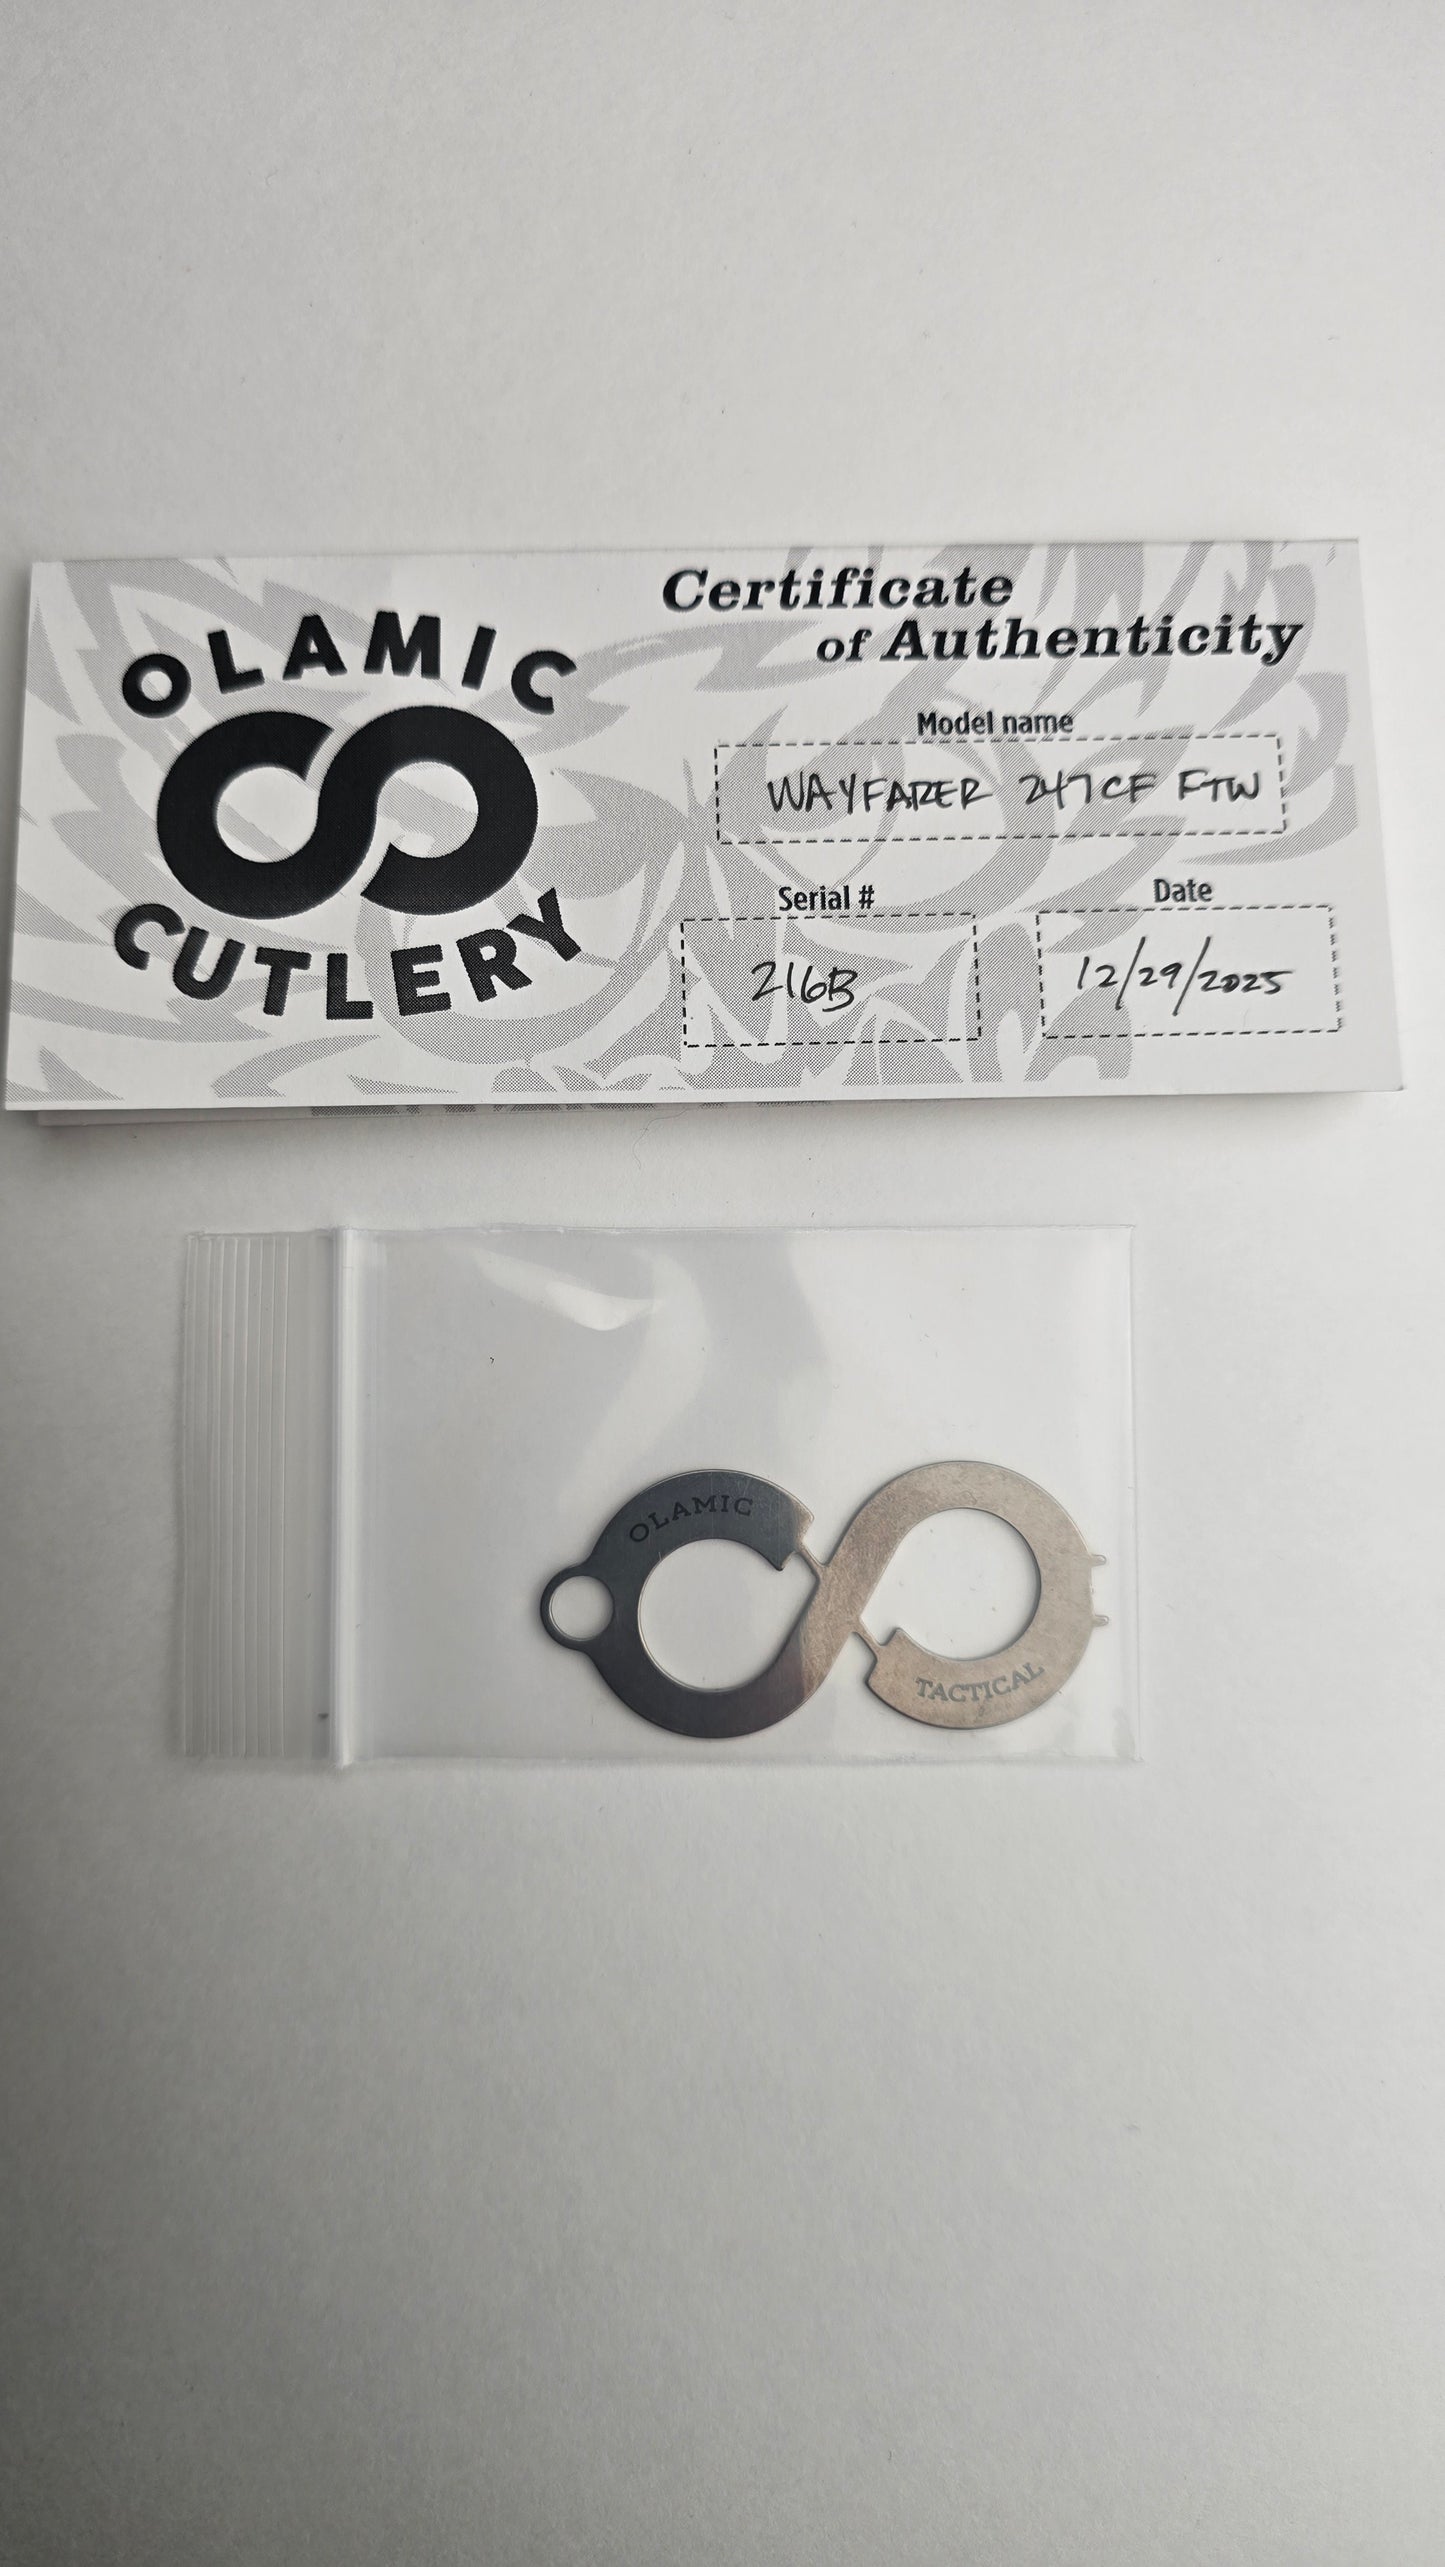 OLAMIC
CUTLERY
Certificate
of Authenticity
Model name
WAYFARER 247CF FTW
Serial #
216B
Date
12/29/2025
OLAMIC
TACTICAL